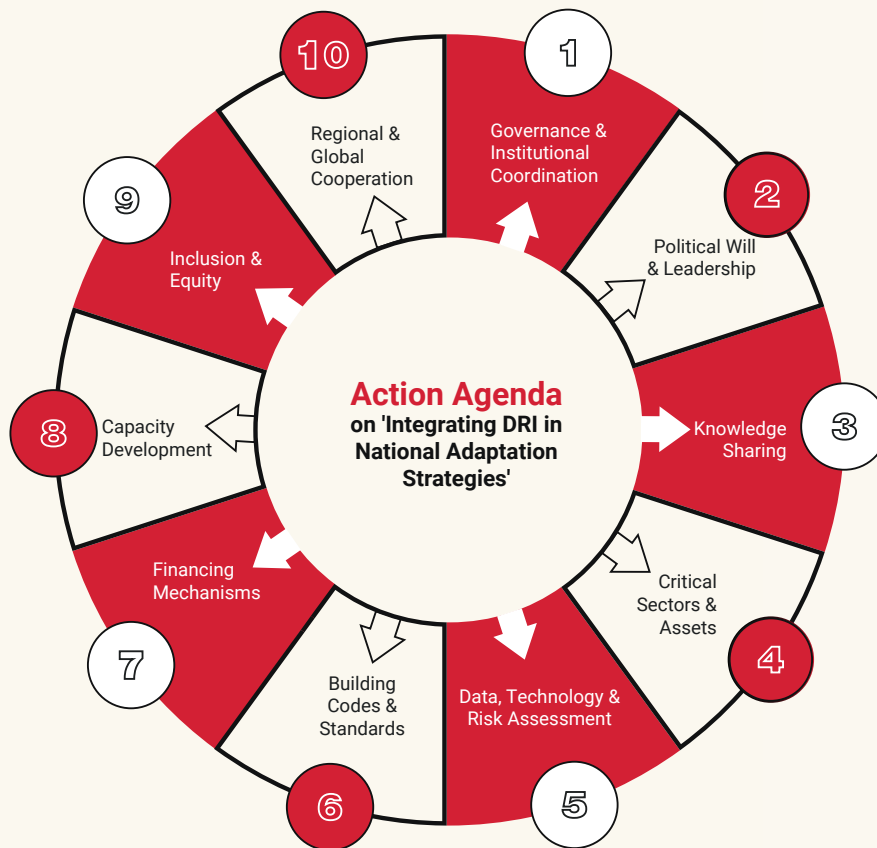 Action Agenda
on 'Integrating DRI in
National Adaptation
Strategies'
1
Governance &
Institutional
Coordination
2
Political Will
& Leadership
3
Knowledge
Sharing
4
Critical
Sectors &
Assets
5
Data, Technology &
Risk Assessment
6
Building
Codes &
Standards
7
Financing
Mechanisms
8
Capacity
Development
9
Inclusion &
Equity
10
Regional &
Global
Cooperation